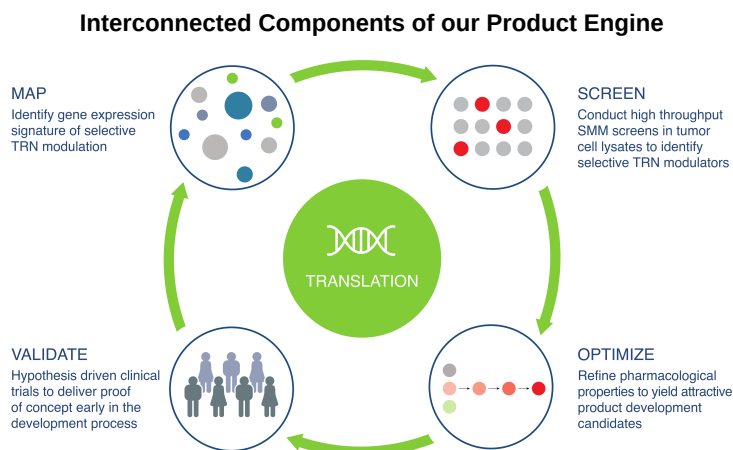 Interconnected Components of our Product Engine
MAP
Identify gene expression
signature of selective
TRN modulation
SCREEN
Conduct high throughput
SMM screens in tumor
cell lysates to identify
selective TRN modulators
TRANSLATION
VALIDATE
Hypothesis driven clinical
trials to deliver proof
of concept early in the
development process
OPTIMIZE
Refine pharmacological
properties to yield attractive
product development
candidates